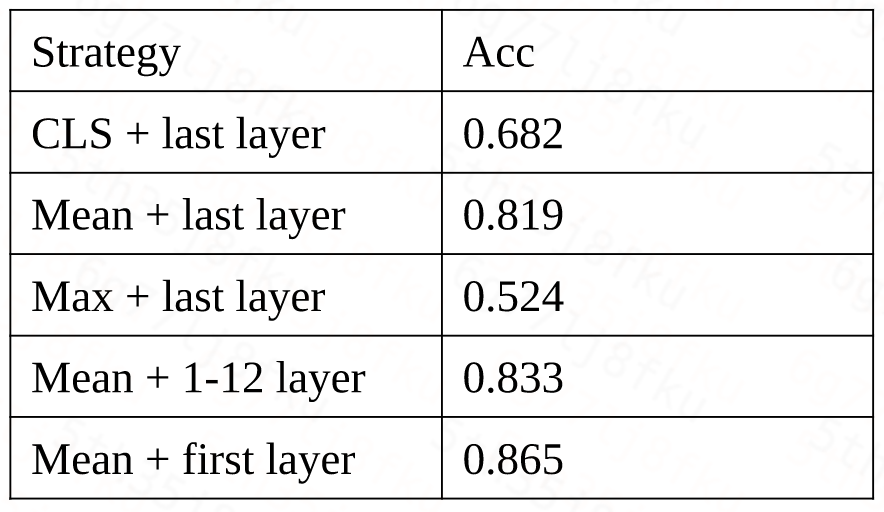 Strategy Acc
CLS + last layer 0.682
Mean + last layer 0.819
Max + last layer 0.524
Mean + 1-12 layer 0.833
Mean + first layer 0.865